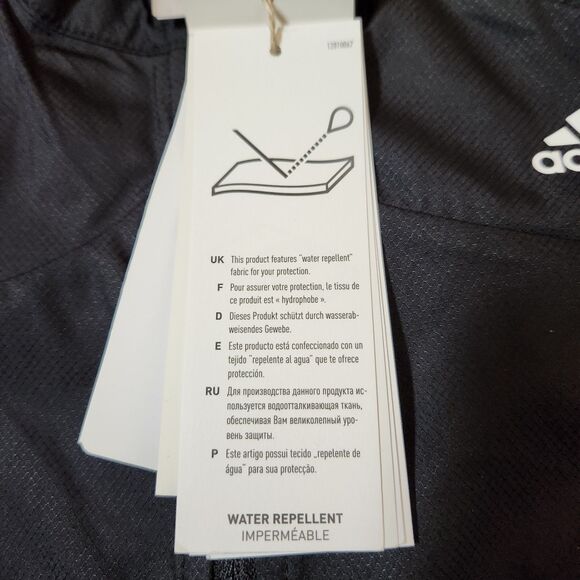 12810067
UK This product features "water repellent"
fabric for your protection.
F Pour assurer votre protection, le tissu de
ce produit est « hydrophobe ».
D Dieses Produkt schützt durch wasserab-
weisendes Gewebe.
E Este producto está confeccionado con un
tejido "repelente al agua" que te ofrece
protección.
RU Для производства данного продукта ис-
пользуется водоотталкивающая ткань,
обеспечивая Вам великолепный уро-
вень защиты.
P Este artigo possui tecido „repelente de
água" para sua protecção.
WATER REPELLENT
IMPERMÉABLE